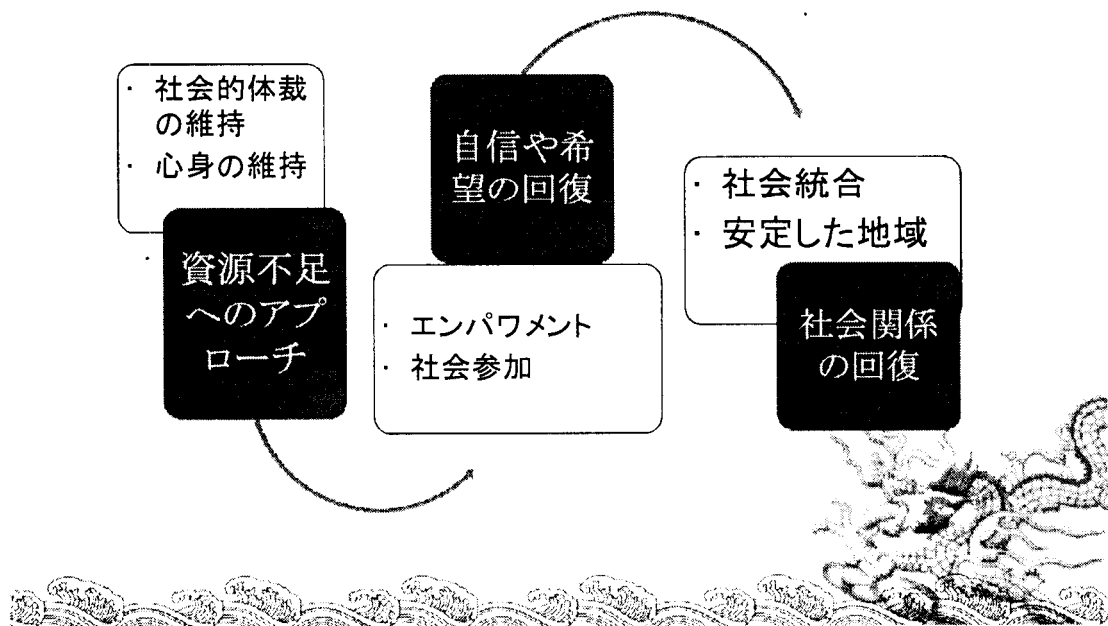 ・ 社会的体裁
の維持
・ 心身の維持
資源不足
へのアプ
ローチ
自信や希
望の回復
・ エンパワメント
・ 社会参加
・ 社会統合
・ 安定した地域
社会関係
の回復